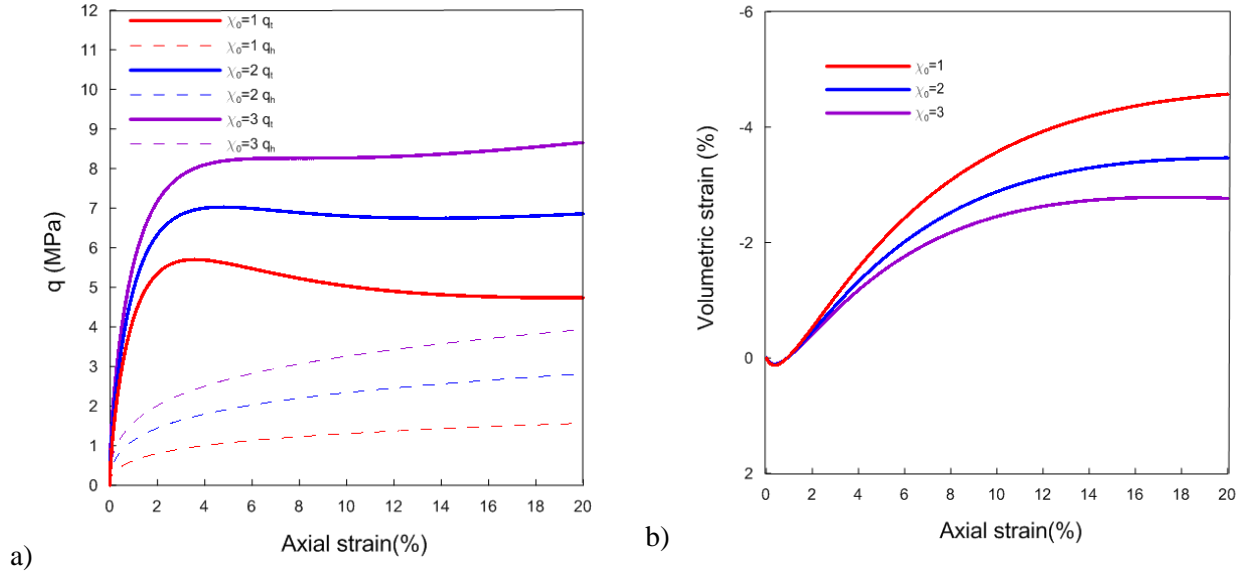 12
11
10
9
8
7
6
5
4
3
2
1
0
q (MPa)
χ₀=1 qₜ
χ₀=1 qₕ
χ₀=2 qₜ
χ₀=2 qₕ
χ₀=3 qₜ
χ₀=3 qₕ
0 2 4 6 8 10 12 14 16 18 20
Axial strain(%)
a)
-6
-4
-2
0
2
Volumetric strain (%)
χ₀=1
χ₀=2
χ₀=3
0 2 4 6 8 10 12 14 16 18 20
Axial strain(%)
b)